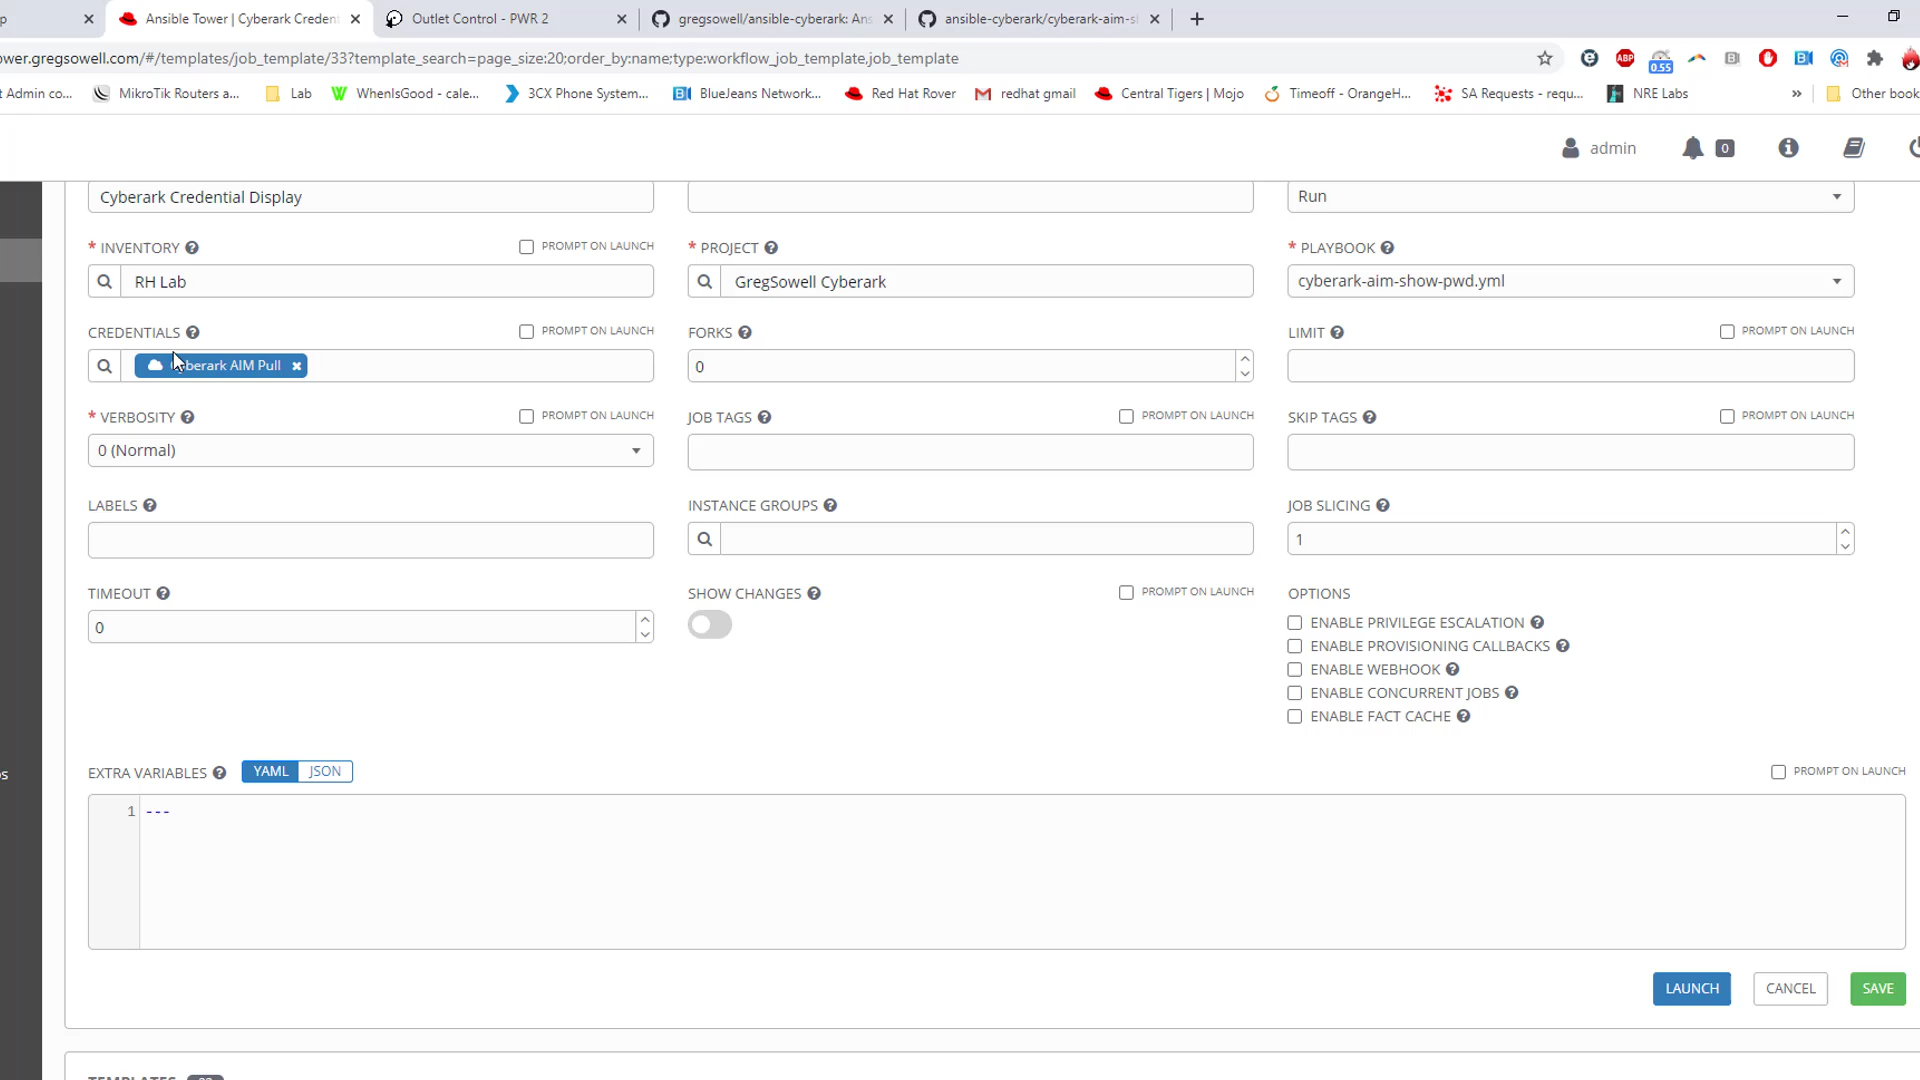 p
Ansible Tower | Cyberark Creden
Outlet Control - PWR 2
gregsowell/ansible-cyberark: Ans
ansible-cyberark/cyberark-aim-s
ower.gregsowell.com/#/templates/job_template/33?template_search=page_size:20;order_by:name;type:workflow_job_template,job_template
ABP
0.55
t Admin co...
MikroTik Routers a...
Lab
WhenIsGood - cale...
3CX Phone System...
BlueJeans Network...
Red Hat Rover
redhat gmail
Central Tigers | Mojo
Timeoff - OrangeH...
SA Requests - requ...
NRE Labs
»
Other book
admin
0
Cyberark Credential Display
Run
* INVENTORY
PROMPT ON LAUNCH
* PROJECT
* PLAYBOOK
RH Lab
GregSowell Cyberark
cyberark-aim-show-pwd.yml
CREDENTIALS
PROMPT ON LAUNCH
FORKS
LIMIT
PROMPT ON LAUNCH
berark AIM Pull
0
* VERBOSITY
PROMPT ON LAUNCH
JOB TAGS
PROMPT ON LAUNCH
SKIP TAGS
PROMPT ON LAUNCH
0 (Normal)
LABELS
INSTANCE GROUPS
JOB SLICING
1
TIMEOUT
SHOW CHANGES
PROMPT ON LAUNCH
OPTIONS
0
ENABLE PRIVILEGE ESCALATION
ENABLE PROVISIONING CALLBACKS
ENABLE WEBHOOK
ENABLE CONCURRENT JOBS
ENABLE FACT CACHE
os
EXTRA VARIABLES
YAML
JSON
PROMPT ON LAUNCH
1
---
LAUNCH
CANCEL
SAVE
TEMPLATES